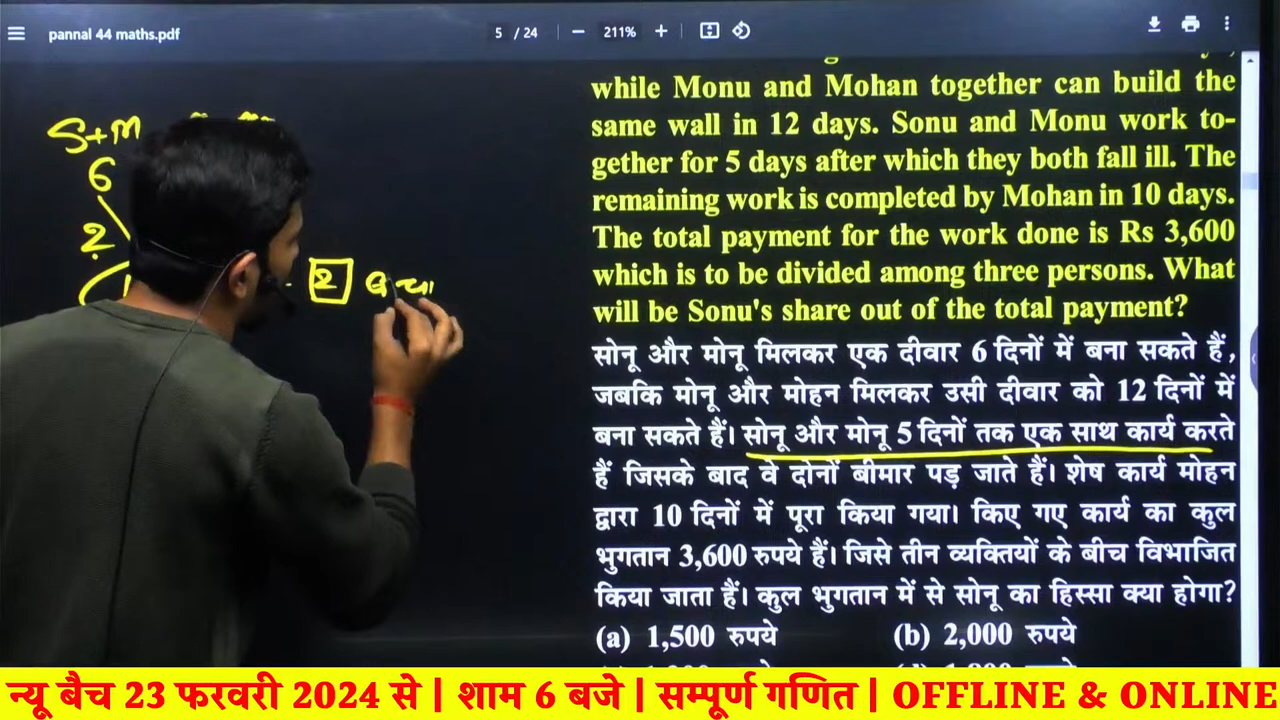 pannal 44 maths.pdf
5 / 24
211%
while Monu and Mohan together can build the
same wall in 12 days. Sonu and Monu work to-
gether for 5 days after which they both fall ill. The
remaining work is completed by Mohan in 10 days.
The total payment for the work done is Rs 3,600
which is to be divided among three persons. What
will be Sonu's share out of the total payment?
सोनू और मोनू मिलकर एक दीवार 6 दिनों में बना सकते हैं,
जबकि मोनू और मोहन मिलकर उसी दीवार को 12 दिनों में
बना सकते हैं। सोनू और मोनू 5 दिनों तक एक साथ कार्य करते
हैं जिसके बाद वे दोनों बीमार पड़ जाते हैं। शेष कार्य मोहन
द्वारा 10 दिनों में पूरा किया गया। किए गए कार्य का कुल
भुगतान 3,600 रुपये हैं। जिसे तीन व्यक्तियों के बीच विभाजित
किया जाता हैं। कुल भुगतान में से सोनू का हिस्सा क्या होगा?
(a) 1,500 रुपये (b) 2,000 रुपये
S+M
6
2
2
न्यू बैच 23 फरवरी 2024 से | शाम 6 बजे | सम्पूर्ण गणित | OFFLINE & ONLINE